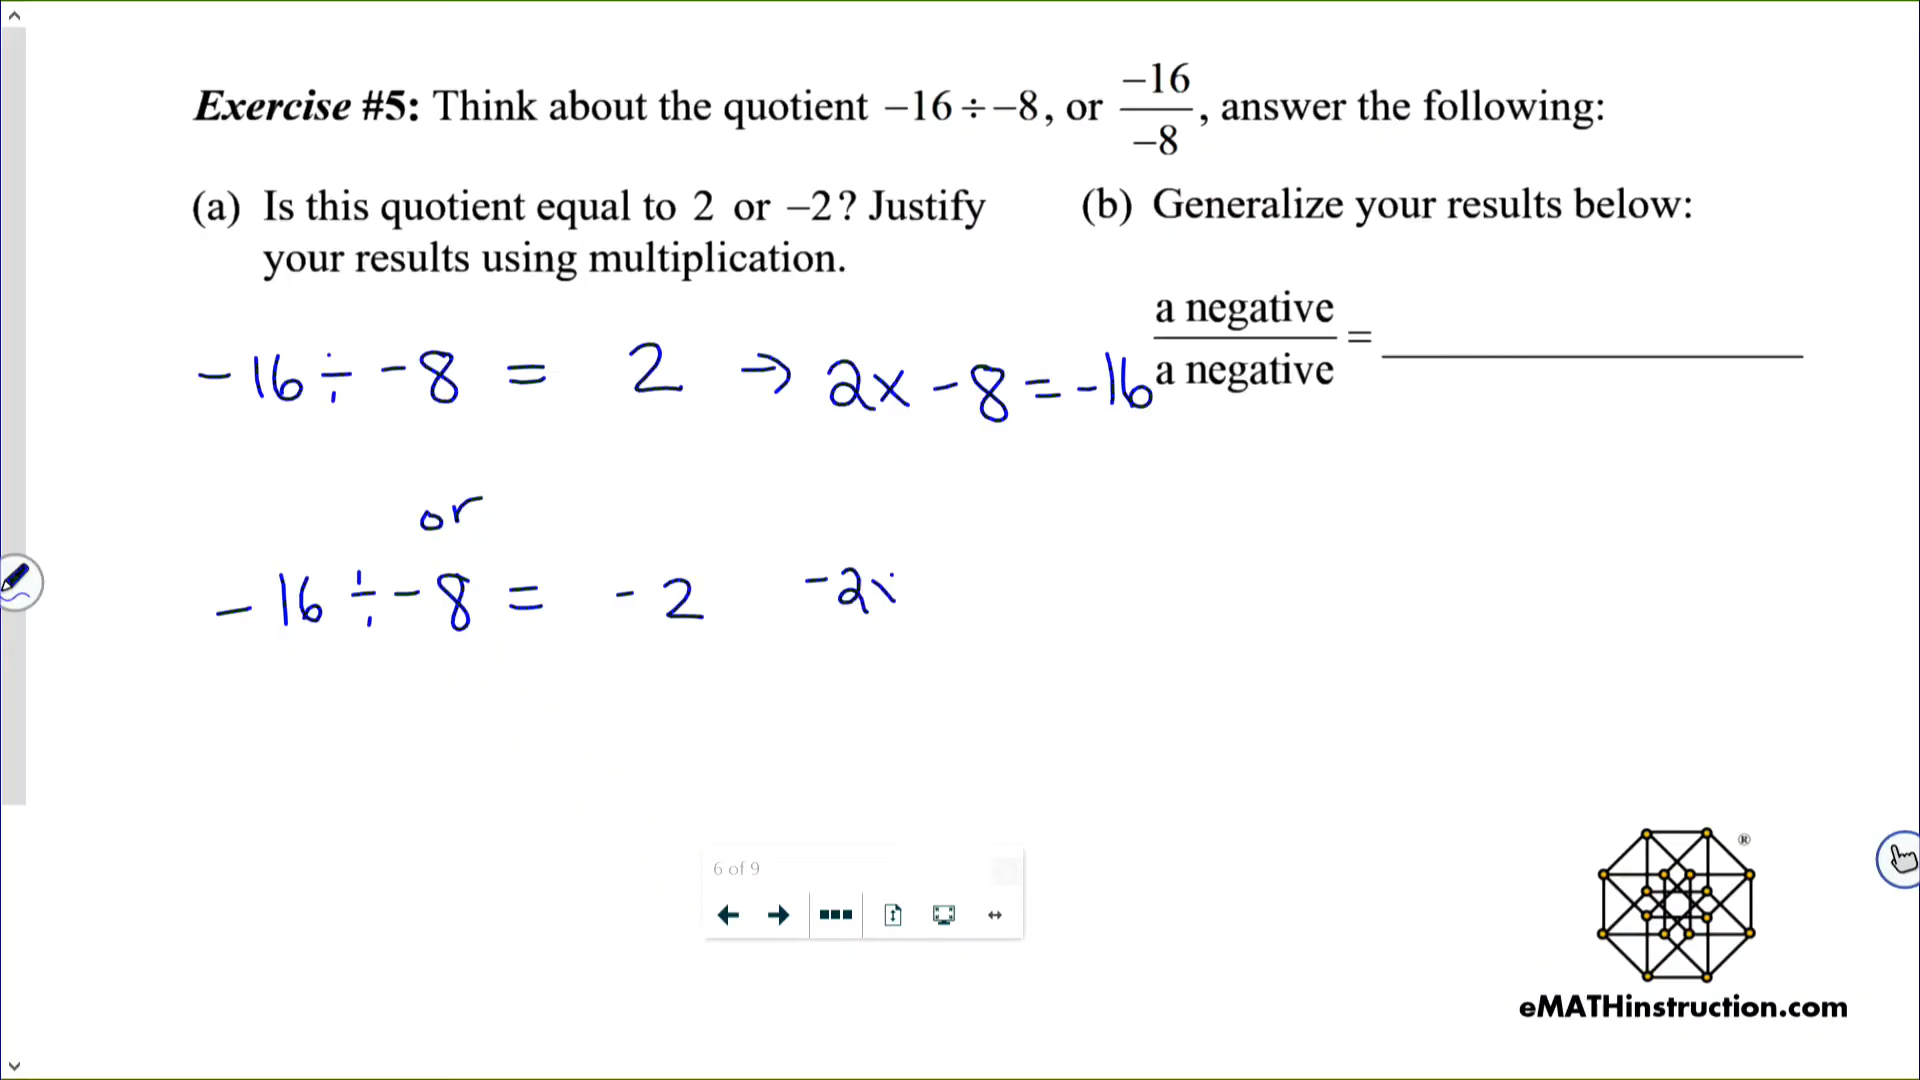 Exercise #5: Think about the quotient −16 ÷ −8, or −16/−8, answer the following:
(a) Is this quotient equal to 2 or −2? Justify
your results using multiplication.
-16 ÷ -8 = 2 → 2x -8 = -16
or
-16 ÷ -8 = -2 -2x
(b) Generalize your results below:
a negative
=
a negative
6 of 9
®
eMATHinstruction.com